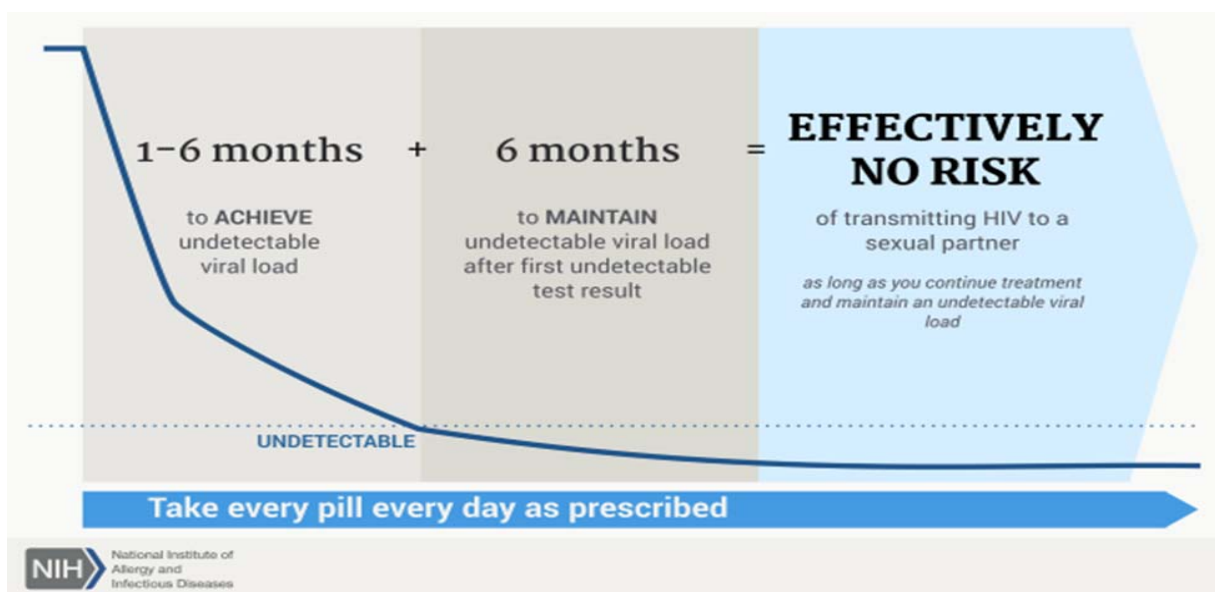 1–6 months
to ACHIEVE
undetectable
viral load
+
6 months
to MAINTAIN
undetectable viral load
after first undetectable
test result
=
EFFECTIVELY
NO RISK
of transmitting HIV to a
sexual partner
as long as you continue treatment
and maintain an undetectable viral
load
UNDETECTABLE
Take every pill every day as prescribed
NIH
National Institute of
Allergy and
Infectious Diseases